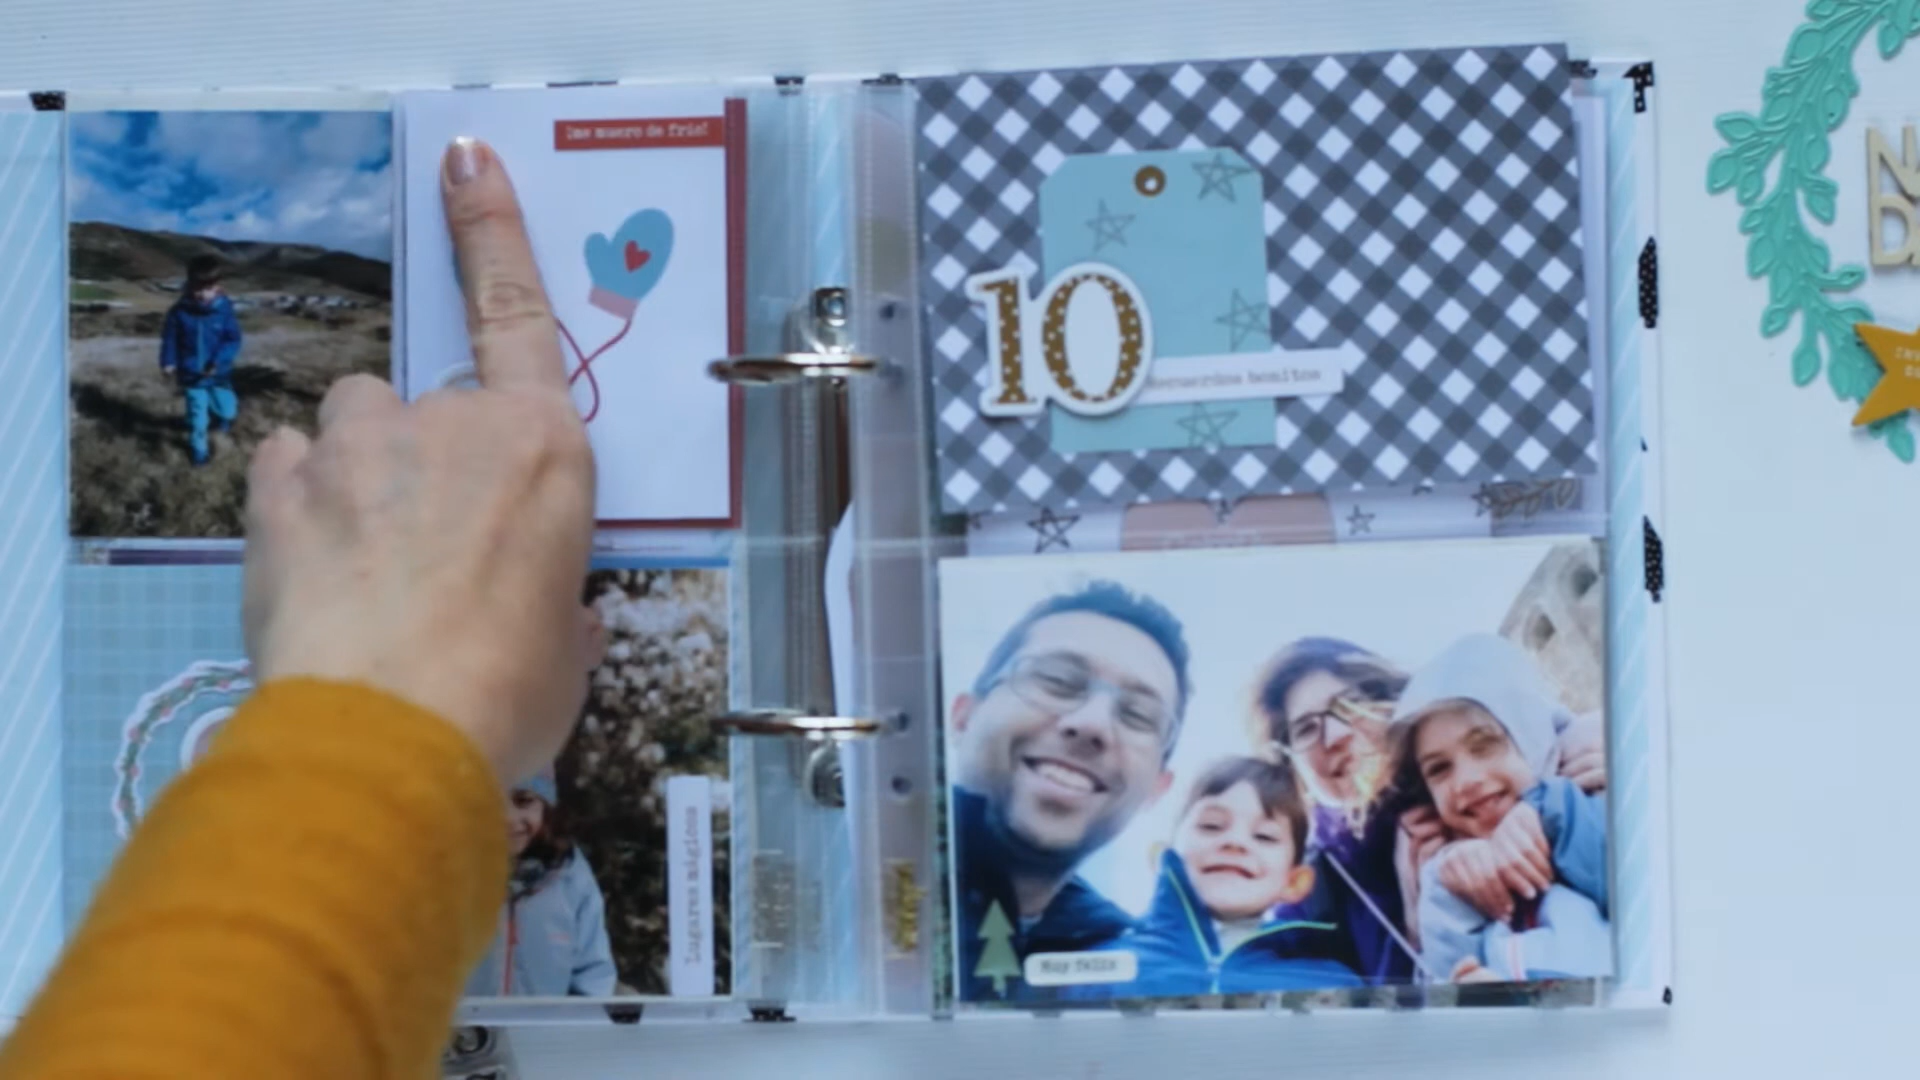 ¡me muero de frío!
10
Recuerdos bonitos
Lugares mágicos
Muy feliz